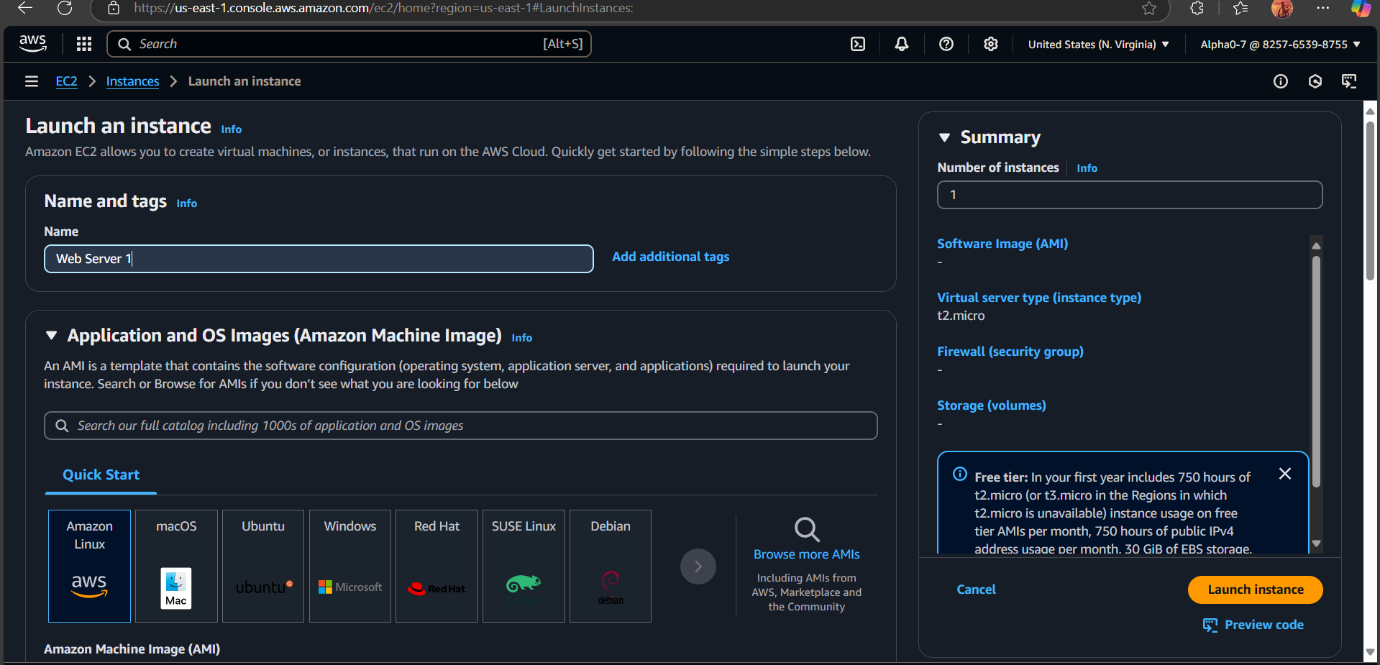 https://us-east-1.console.aws.amazon.com/ec2/home?region=us-east-1#LaunchInstances:
aws
Search
[Alt+S]
United States (N. Virginia)
Alpha0-7 @ 8257-6539-8755
EC2
Instances
Launch an instance
Launch an instance Info
Amazon EC2 allows you to create virtual machines, or instances, that run on the AWS Cloud. Quickly get started by following the simple steps below.
Name and tags Info
Name
Web Server 1
Add additional tags
Application and OS Images (Amazon Machine Image) Info
An AMI is a template that contains the software configuration (operating system, application server, and applications) required to launch your
instance. Search or Browse for AMIs if you don't see what you are looking for below
Search our full catalog including 1000s of application and OS images
Quick Start
Amazon
Linux
aws
macOS
Mac
Ubuntu
ubuntu
Windows
Microsoft
Red Hat
Red Hat
SUSE Linux
Debian
debian
Browse more AMIs
Including AMIs from
AWS, Marketplace and
the Community
Amazon Machine Image (AMI)
Summary
Number of instances Info
1
Software Image (AMI)
-
Virtual server type (instance type)
t2.micro
Firewall (security group)
-
Storage (volumes)
-
Free tier: In your first year includes 750 hours of
t2.micro (or t3.micro in the Regions in which
t2.micro is unavailable) instance usage on free
tier AMIs per month, 750 hours of public IPv4
address usage per month, 30 GiB of EBS storage,
Cancel
Launch instance
Preview code